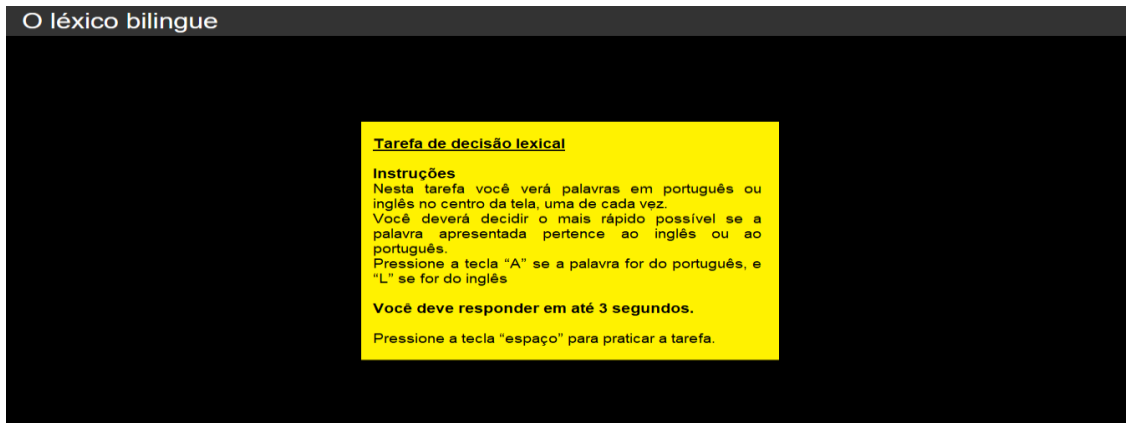 O léxico bilingue
Tarefa de decisão lexical
Instruções
Nesta tarefa você verá palavras em português ou
inglês no centro da tela, uma de cada vez.
Você deverá decidir o mais rápido possível se a
palavra apresentada pertence ao inglês ou ao
português.
Pressione a tecla “A” se a palavra for do português, e
“L” se for do inglês
Você deve responder em até 3 segundos.
Pressione a tecla “espaço” para praticar a tarefa.